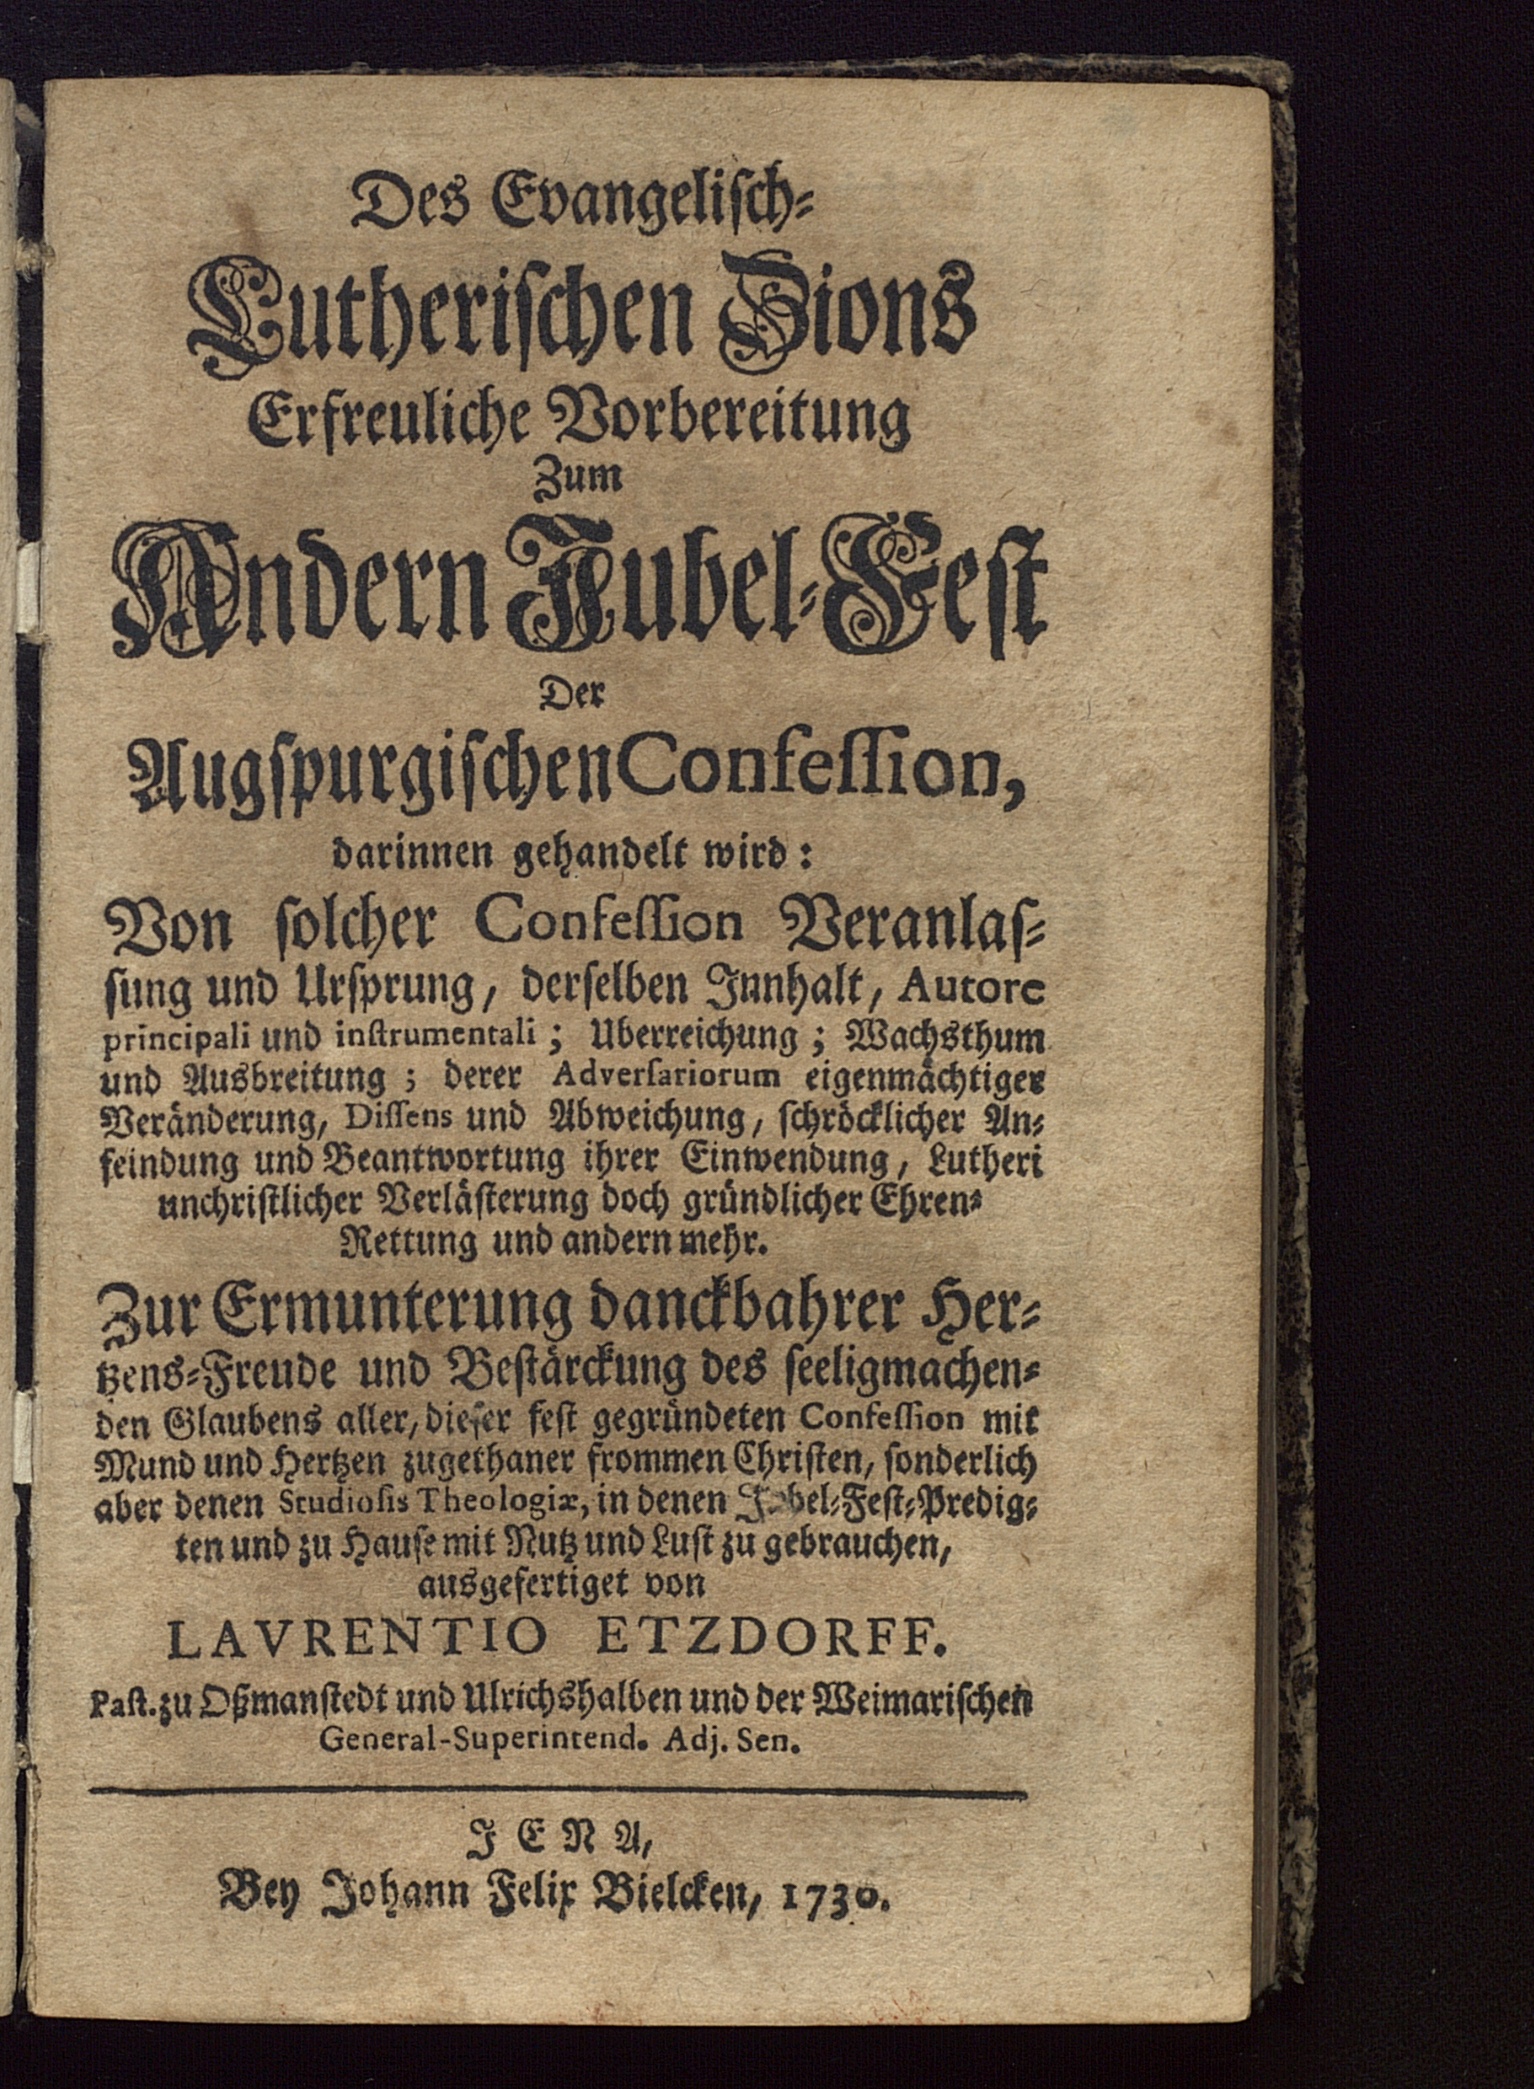 Des Evangeliſch-
Lutheriſchen Zions
Erfreuliche Vorbereitung
Zum
Andern Jubel-Feſt
Der
Augſpurgiſchen Confeſſion,
darinnen gehandelt wird:
Von ſolcher Confeſſion Veranlaſ-
ſung und Urſprung, derſelben Innhalt, Autore
principali und inſtrumentali; Uberreichung; Wachsthum
und Ausbreitung; derer Adverſariorum eigenmächtiger
Veränderung, Diſſens und Abweichung, ſchröcklicher An-
feindung und Beantwortung ihrer Einwendung, Lutheri
unchriſtlicher Verläſterung doch gründlicher Ehren-
Rettung und andern mehr.
Zur Ermunterung danckbahrer Her-
tzens-Freude und Beſtärckung des ſeeligmachen-
den Glaubens aller, dieſer feſt gegründeten Confeſſion mit
Mund und Hertzen zugethaner frommen Chriſten, ſonderlich
aber denen Studioſis Theologiæ, in denen Jubel-Feſt-Predig-
ten und zu Hauſe mit Nutz und Luſt zu gebrauchen,
ausgefertiget von
LAVRENTIO ETZDORFF.
Paſt. zu Oßmanſtedt und Ulrichshalben und der Weimariſchen
General-Superintend. Adj. Sen.
JENA,
Bey Johann Felix Bielcken, 1730.